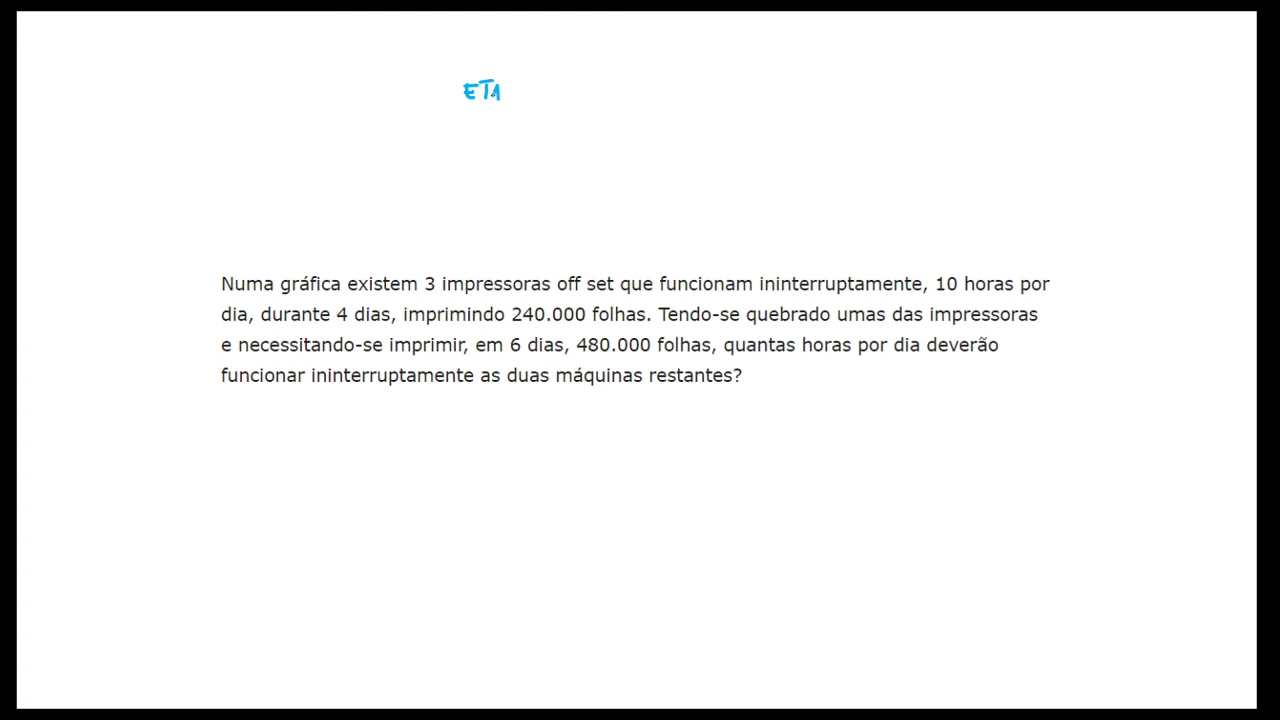 ETA
Numa gráfica existem 3 impressoras off set que funcionam ininterruptamente, 10 horas por
dia, durante 4 dias, imprimindo 240.000 folhas. Tendo-se quebrado umas das impressoras
e necessitando-se imprimir, em 6 dias, 480.000 folhas, quantas horas por dia deverão
funcionar ininterruptamente as duas máquinas restantes?